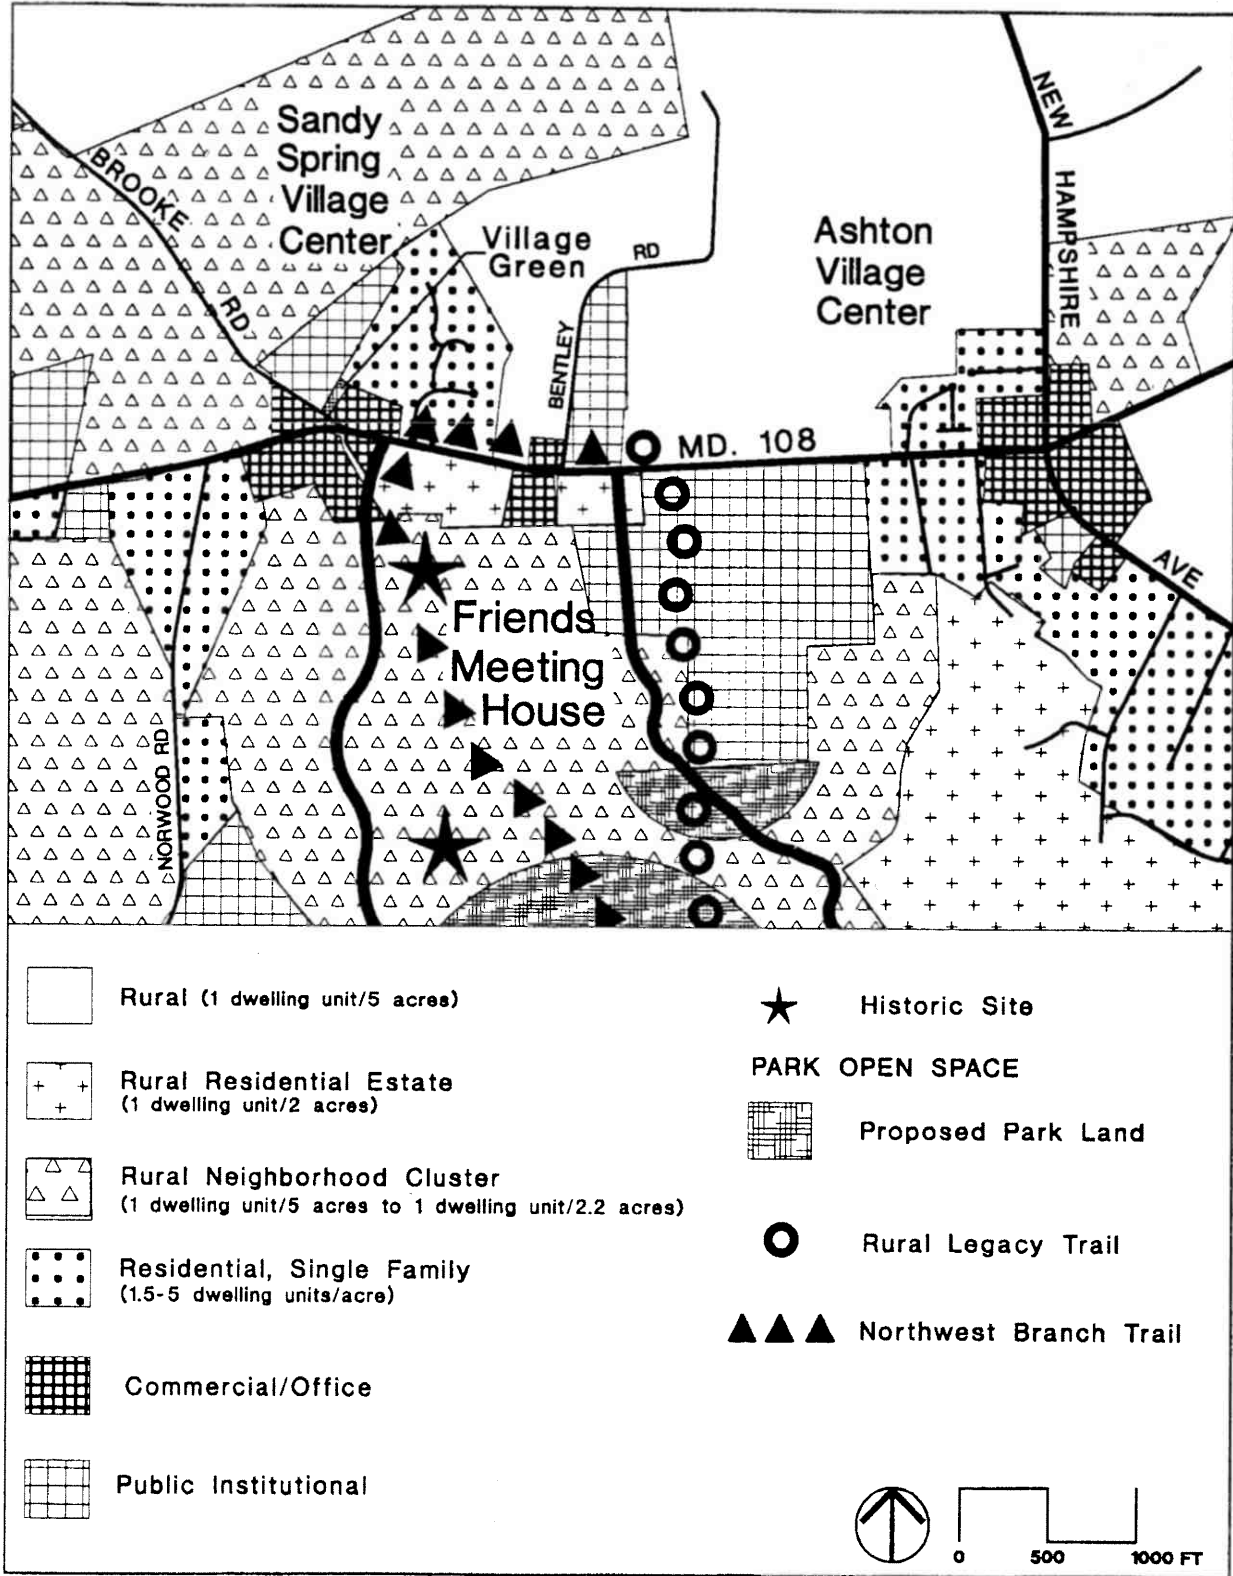 Sandy
Spring
Village
Center
BROOKE
RD
Village
Green
RD
BENTLEY
Ashton
Village
Center
NEW
HAMPSHIRE
AVE
MD. 108
Friends
Meeting
House
NORWOOD RD
Rural (1 dwelling unit/5 acres)
Rural Residential Estate
(1 dwelling unit/2 acres)
Rural Neighborhood Cluster
(1 dwelling unit/5 acres to 1 dwelling unit/2.2 acres)
Residential, Single Family
(1.5-5 dwelling units/acre)
Commercial/Office
Public Institutional
Historic Site
PARK OPEN SPACE
Proposed Park Land
Rural Legacy Trail
Northwest Branch Trail
0 500 1000 FT